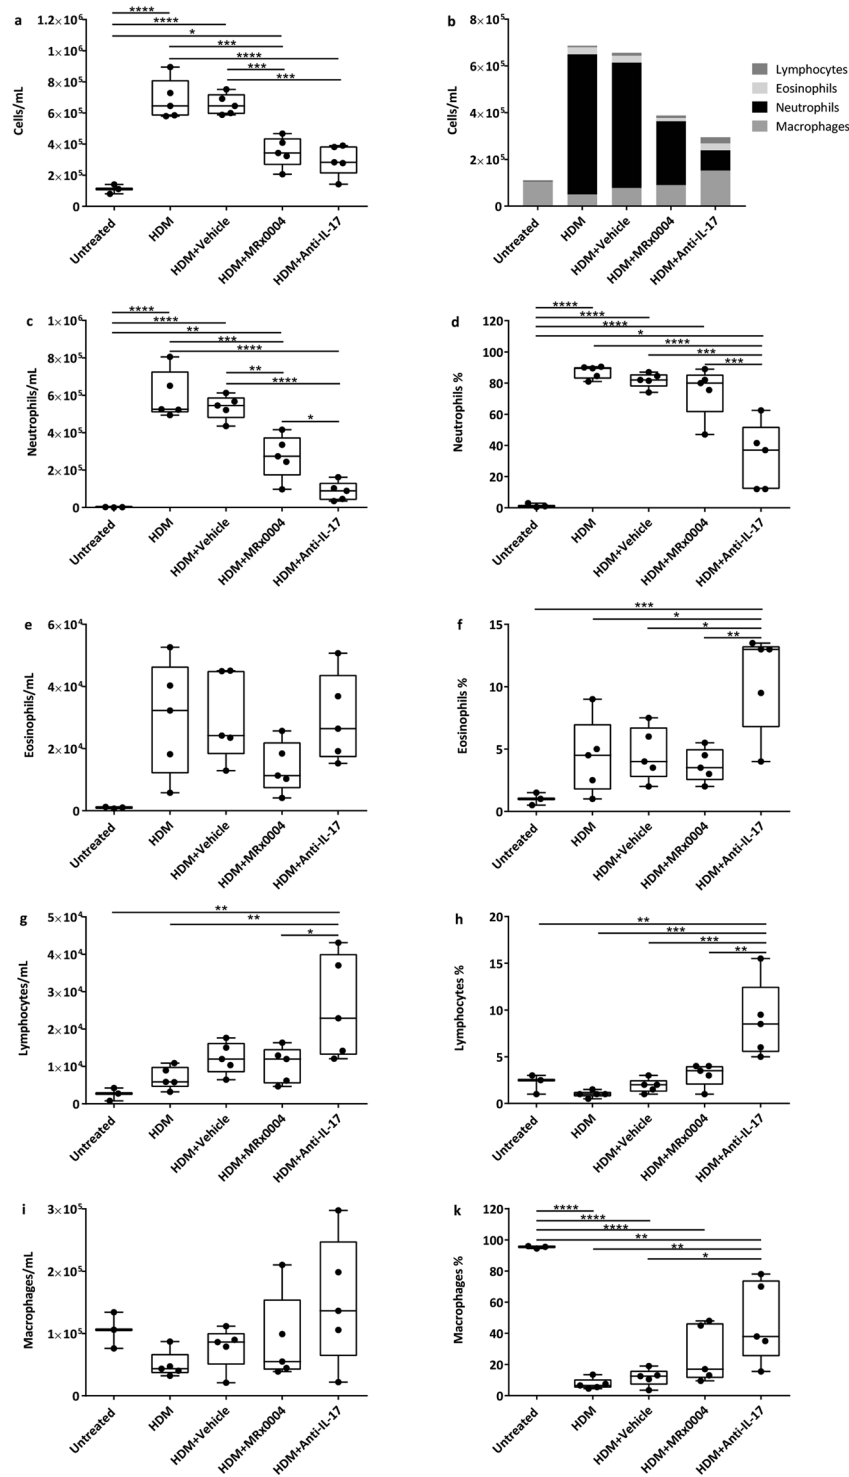 a
****
****
*
***
****
***
***
1.2×10⁶
1×10⁶
8×10⁵
6×10⁵
4×10⁵
2×10⁵
0
Cells/mL
Untreated
HDM
HDM+Vehicle
HDM+MRx0004
HDM+Anti-IL-17
b
8×10⁵
6×10⁵
4×10⁵
2×10⁵
0
Cells/mL
Lymphocytes
Eosinophils
Neutrophils
Macrophages
Untreated
HDM
HDM+Vehicle
HDM+MRx0004
HDM+Anti-IL-17
c
****
****
**
***
****
**
****
*
1×10⁶
8×10⁵
6×10⁵
4×10⁵
2×10⁵
0
Neutrophils/mL
Untreated
HDM
HDM+Vehicle
HDM+MRx0004
HDM+Anti-IL-17
d
****
****
****
*
****
***
***
120
100
80
60
40
20
0
Neutrophils %
Untreated
HDM
HDM+Vehicle
HDM+MRx0004
HDM+Anti-IL-17
e
6×10⁴
4×10⁴
2×10⁴
0
Eosinophils/mL
Untreated
HDM
HDM+Vehicle
HDM+MRx0004
HDM+Anti-IL-17
f
***
*
*
**
15
10
5
0
Eosinophils %
Untreated
HDM
HDM+Vehicle
HDM+MRx0004
HDM+Anti-IL-17
g
**
**
*
5×10⁴
4×10⁴
3×10⁴
2×10⁴
1×10⁴
0
Lymphocytes/mL
Untreated
HDM
HDM+Vehicle
HDM+MRx0004
HDM+Anti-IL-17
h
**
***
***
**
20
15
10
5
0
Lymphocytes %
Untreated
HDM
HDM+Vehicle
HDM+MRx0004
HDM+Anti-IL-17
i
3×10⁵
2×10⁵
1×10⁵
0
Macrophages/mL
Untreated
HDM
HDM+Vehicle
HDM+MRx0004
HDM+Anti-IL-17
k
****
****
****
**
**
*
120
100
80
60
40
20
0
Macrophages %
Untreated
HDM
HDM+Vehicle
HDM+MRx0004
HDM+Anti-IL-17